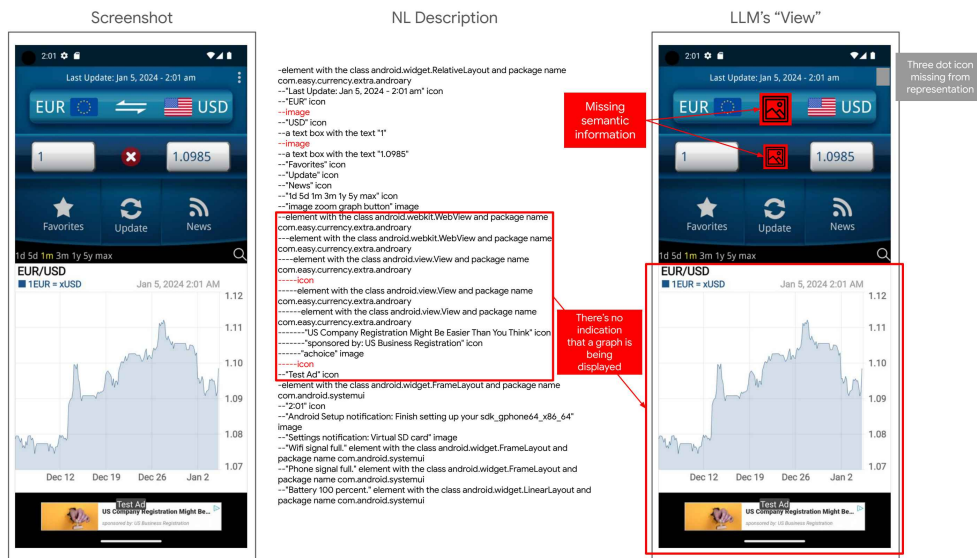 Screenshot
NL Description
LLM's “View”
2:01
Last Update: Jan 5, 2024 - 2:01 am
EUR
USD
1
1.0985
Favorites
Update
News
1d 5d 1m 3m 1y 5y max
EUR/USD
1EUR = xUSD
Jan 5, 2024 2:01 AM
1.12
1.11
1.10
1.09
1.08
1.07
Dec 12
Dec 19
Dec 26
Jan 2
Test Ad
US Company Registration Might Be...
sponsored by: US Business Registration
-element with the class android.widget.RelativeLayout and package name
com.easy.currency.extra.androary
--"Last Update: Jan 5, 2024 - 2:01 am" icon
--"EUR" icon
--image
--"USD" icon
--a text box with the text "1"
--image
--a text box with the text "1.0985"
--"Favorites" icon
--"Update" icon
--"News" icon
--"1d 5d 1m 3m 1y 5y max" icon
--"image zoom graph button" image
--element with the class android.webkit.WebView and package name
com.easy.currency.extra.androary
---element with the class android.webkit.WebView and package name
com.easy.currency.extra.androary
----element with the class android.view.View and package name
com.easy.currency.extra.androary
-----icon
-----element with the class android.view.View and package name
com.easy.currency.extra.androary
------element with the class android.view.View and package name
com.easy.currency.extra.androary
-------"US Company Registration Might Be Easier Than You Think" icon
-------"sponsored by: US Business Registration" icon
------"achoice" image
-----icon
--"Test Ad" icon
-element with the class android.widget.FrameLayout and package name
com.android.systemui
--"2:01" icon
--"Android Setup notification: Finish setting up your sdk_gphone64_x86_64"
image
--"Settings notification: Virtual SD card" image
--"Wifi signal full." element with the class android.widget.FrameLayout and
package name com.android.systemui
--"Phone signal full." element with the class android.widget.FrameLayout and
package name com.android.systemui
--"Battery 100 percent." element with the class android.widget.LinearLayout and
package name com.android.systemui
Missing
semantic
information
There's no
indication
that a graph is
being
displayed
2:01
Last Update: Jan 5, 2024 - 2:01 am
EUR
USD
1
1.0985
Favorites
Update
News
1d 5d 1m 3m 1y 5y max
EUR/USD
1EUR = xUSD
Jan 5, 2024 2:01 AM
1.12
1.11
1.10
1.09
1.08
1.07
Dec 12
Dec 19
Dec 26
Jan 2
Test Ad
US Company Registration Might Be...
sponsored by: US Business Registration
Three dot icon
missing from
representation